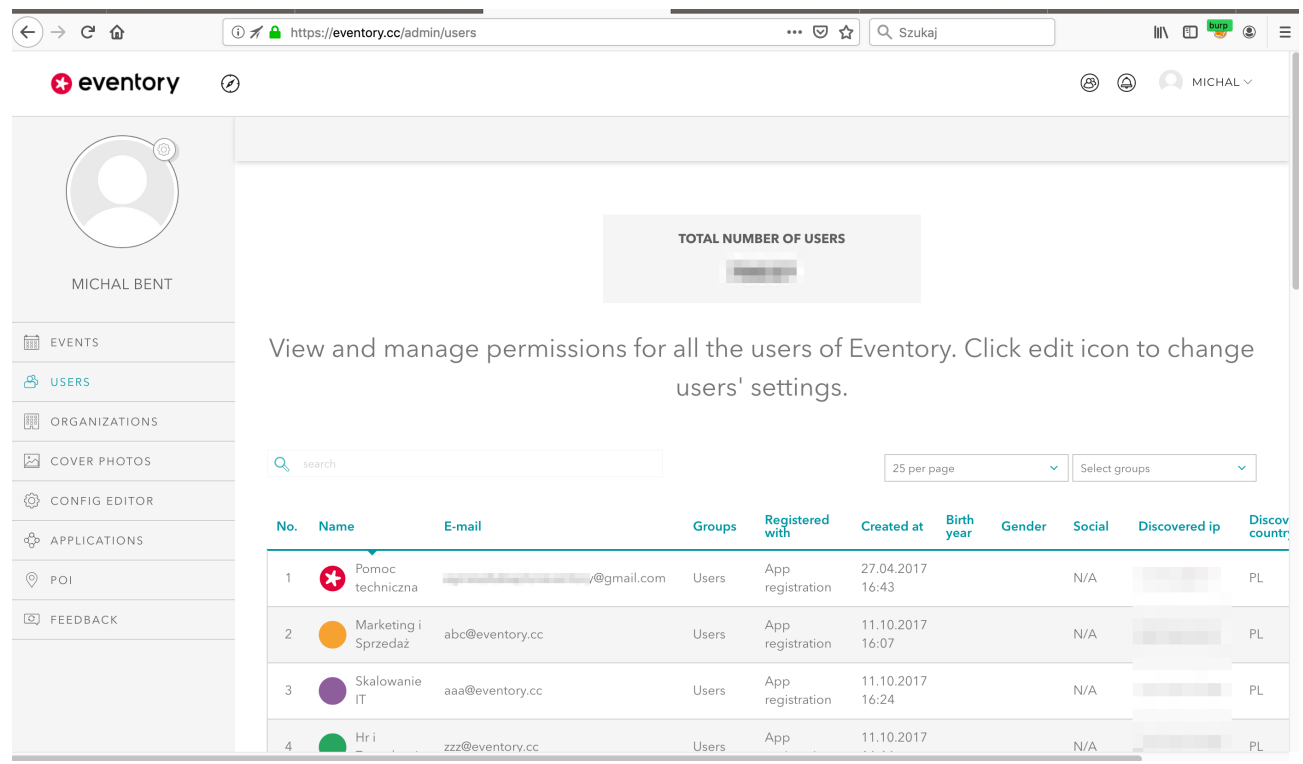 https://eventory.cc/admin/users
Szukaj
burp
eventory
MICHAL
MICHAL BENT
EVENTS
USERS
ORGANIZATIONS
COVER PHOTOS
CONFIG EDITOR
APPLICATIONS
POI
FEEDBACK
TOTAL NUMBER OF USERS
View and manage permissions for all the users of Eventory. Click edit icon to change
users' settings.
search
25 per page
Select groups
No. Name E-mail Groups Registered with Created at Birth year Gender Social Discovered ip Discov countr
1 Pomoc techniczna @gmail.com Users App registration 27.04.2017 16:43 N/A PL
2 Marketing i Sprzedaż abc@eventory.cc Users App registration 11.10.2017 16:07 N/A PL
3 Skalowanie IT aaa@eventory.cc Users App registration 11.10.2017 16:24 N/A PL
4 Hr i zzz@eventory.cc Users App 11.10.2017 N/A PL